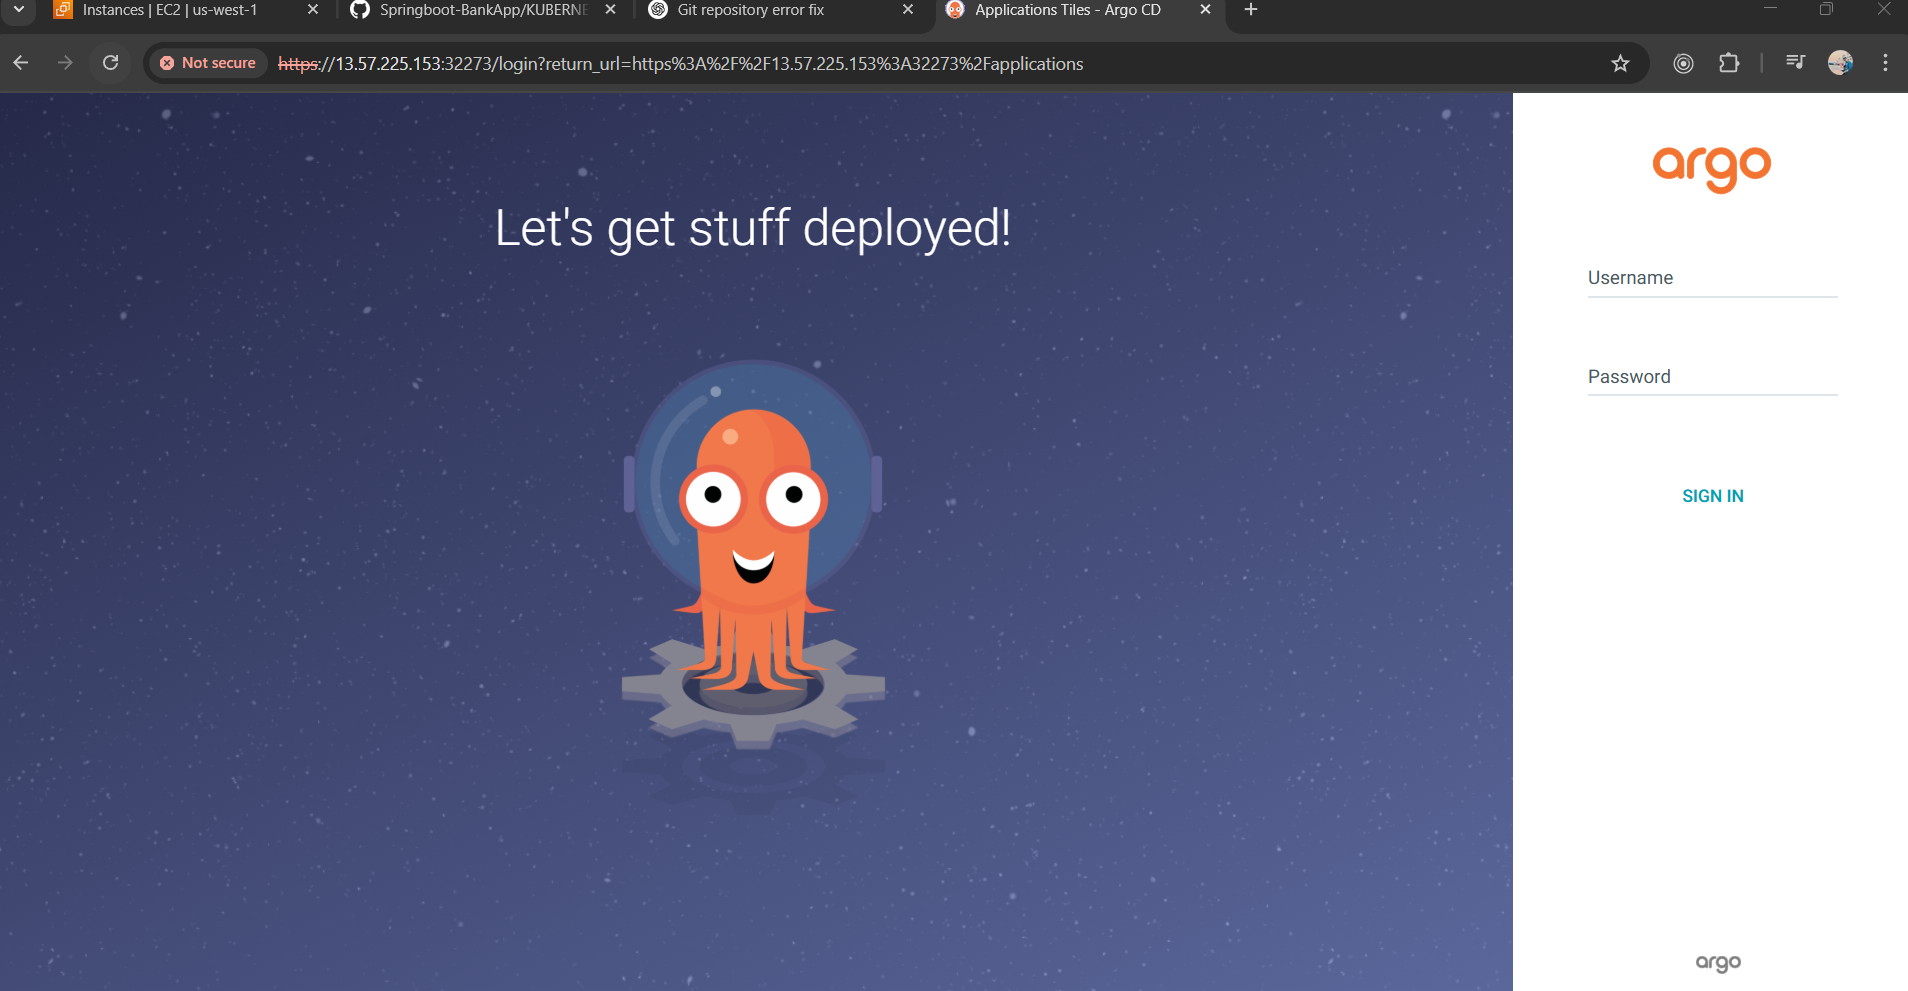 Instances | EC2 | us-west-1
Springboot-BankApp/KUBERNE
Git repository error fix
Applications Tiles - Argo CD
Not secure
https://13.57.225.153:32273/login?return_url=https%3A%2F%2F13.57.225.153%3A32273%2Fapplications
Let's get stuff deployed!
argo
Username
Password
SIGN IN
argo